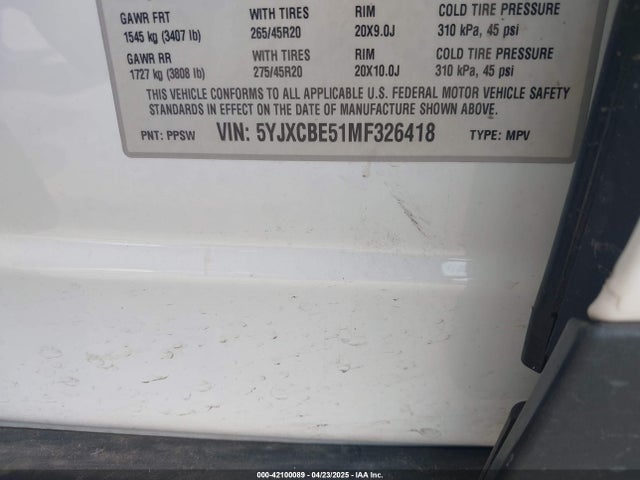 GAWR FRT WITH TIRES RIM COLD TIRE PRESSURE
1545 kg (3407 lb) 265/45R20 20X9.0J 310 kPa, 45 psi
GAWR RR WITH TIRES RIM COLD TIRE PRESSURE
1727 kg (3808 lb) 275/45R20 20X10.0J 310 kPa, 45 psi
THIS VEHICLE CONFORMS TO ALL APPLICABLE U.S. FEDERAL MOTOR VEHICLE SAFETY
STANDARDS IN EFFECT ON THE DATE OF MANUFACTURE SHOWN ABOVE.
PNT: PPSW VIN: 5YJXCBE51MF326418 TYPE: MPV
000-42100089 - 04/23/2025 - IAA Inc.